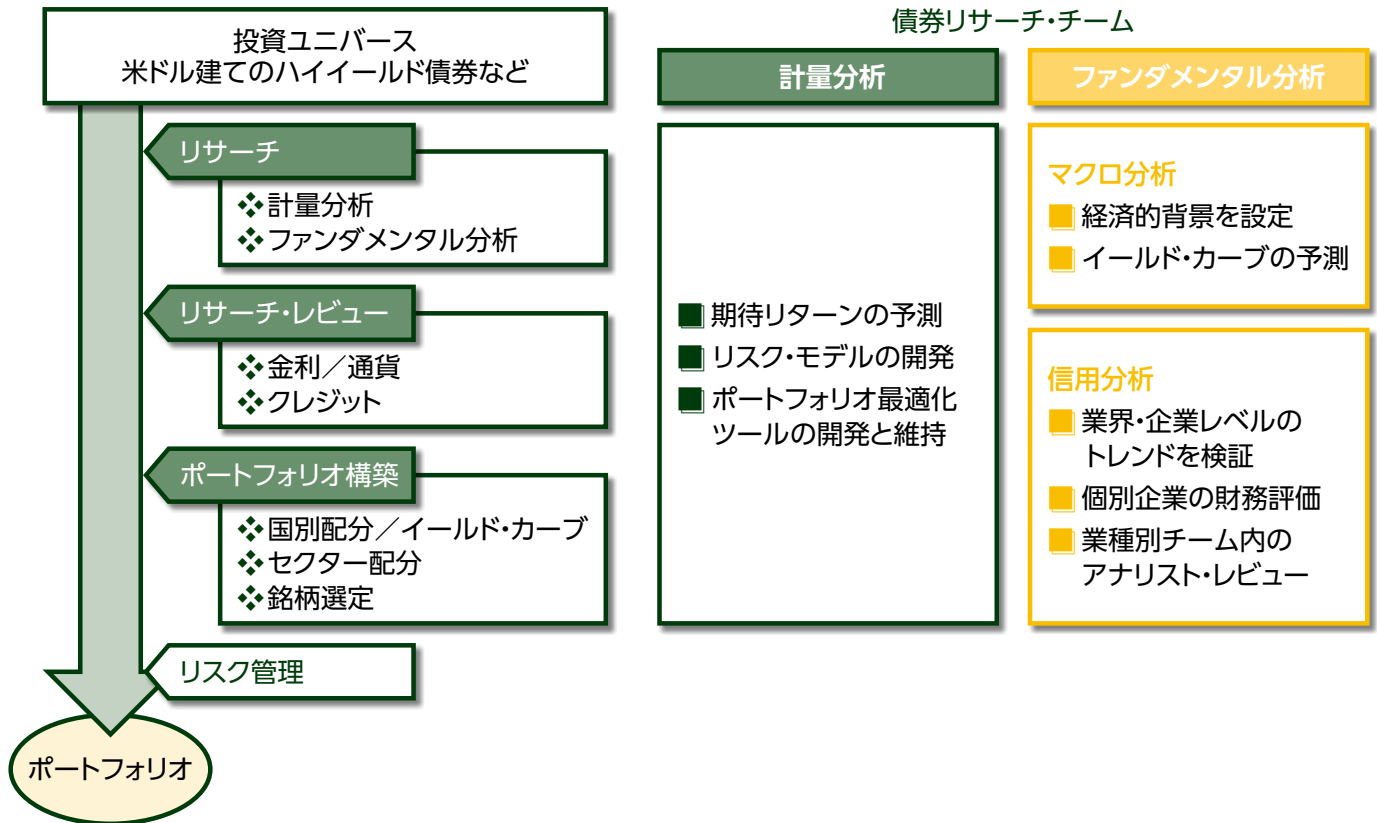 投資ユニバース
米ドル建てのハイイールド債券など
リサーチ
❖計量分析
❖ファンダメンタル分析
リサーチ・レビュー
❖金利／通貨
❖クレジット
ポートフォリオ構築
❖国別配分／イールド・カーブ
❖セクター配分
❖銘柄選定
リスク管理
ポートフォリオ
債券リサーチ・チーム
計量分析
■期待リターンの予測
■リスク・モデルの開発
■ポートフォリオ最適化
ツールの開発と維持
ファンダメンタル分析
マクロ分析
■経済的背景を設定
■イールド・カーブの予測
信用分析
■業界・企業レベルの
トレンドを検証
■個別企業の財務評価
■業種別チーム内の
アナリスト・レビュー